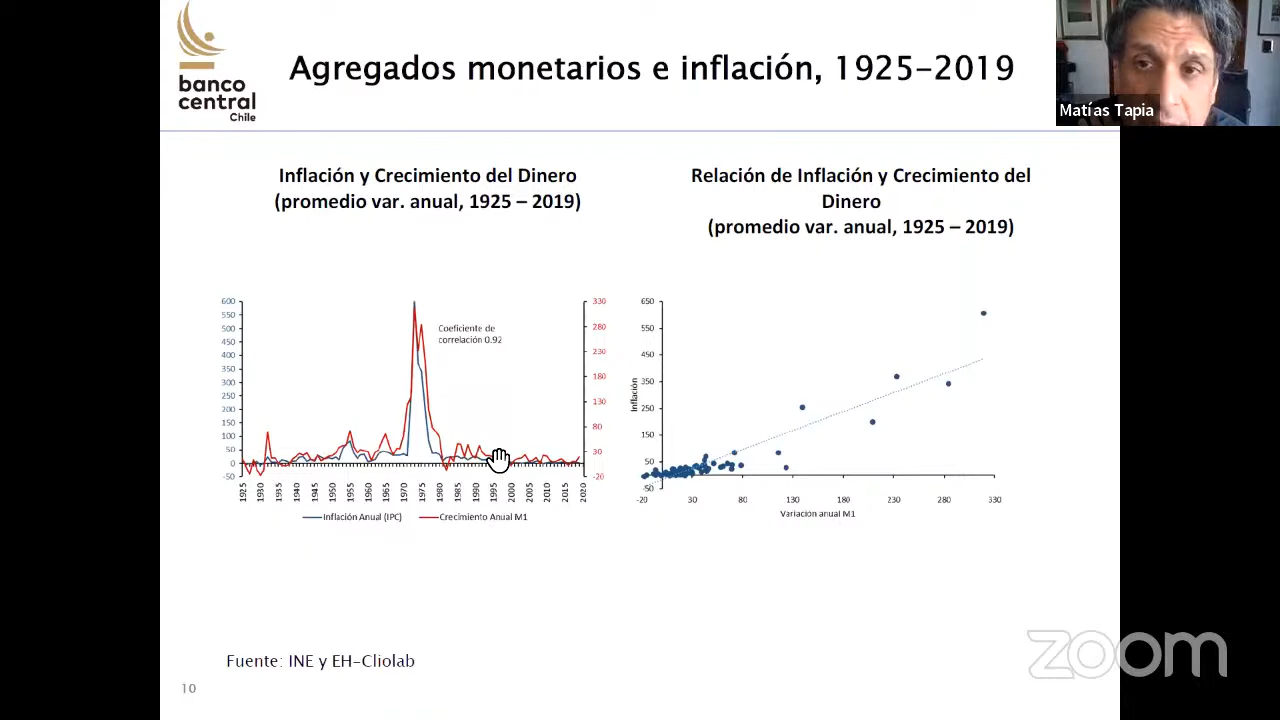 banco
central
Chile
Agregados monetarios e inflación, 1925-2019
Matías Tapia
Inflación y Crecimiento del Dinero
(promedio var. anual, 1925 – 2019)
600
550
500
450
400
350
300
250
200
150
100
50
0
-50
330
280
230
180
130
80
30
-20
Coeficiente de
correlación 0.92
1925 1930 1935 1940 1945 1950 1955 1960 1965 1970 1975 1980 1985 1990 1995 2000 2005 2010 2015 2020
Inflación Anual (IPC) Crecimiento Anual M1
Relación de Inflación y Crecimiento del
Dinero
(promedio var. anual, 1925 – 2019)
650
550
450
350
250
150
50
-50
Inflación
-20 30 80 130 180 230 280 330
Variación anual M1
Fuente: INE y EH-Cliolab
10
zoom